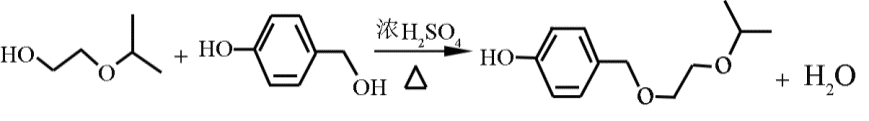 HO O + HO OH 浓H₂SO₄ △ HO O O + H₂O